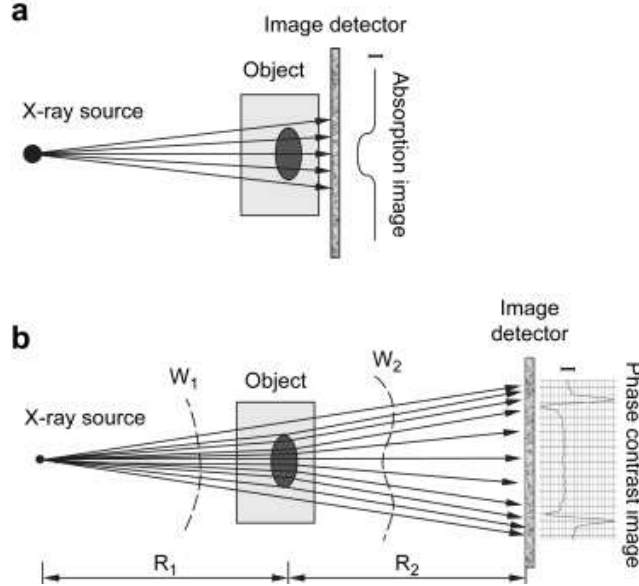 a
Image detector
Object
X-ray source
I
Absorption image
b
Image
detector
W1
Object
W2
X-ray source
I
Phase contrast image
R1
R2